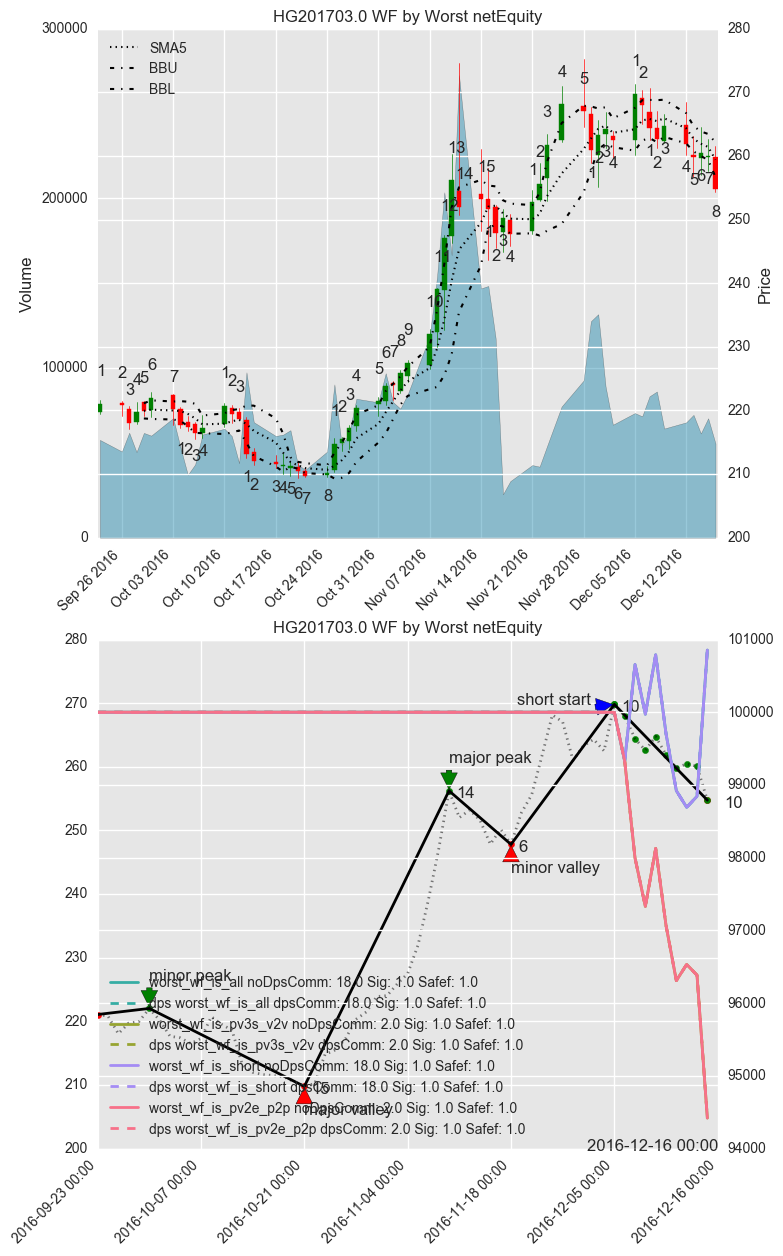 HG201703.0 WF by Worst netEquity
300000
280
SMA5
BBU
BBL
270
260
200000
250
Volume
Price
240
230
100000
220
210
0
200
1 2 3 4 5 6 7
1 2 3 4
1 2 3
1 2 3 4 5 6 7 8
1 2 3 4 5 6 7 8 9 10 11 12 13 14 15
1 2 3 4
1 2 3 4 5
1 2 3 4
1 2
1 2 3 4 5 6 7 8
Sep 26 2016
Oct 03 2016
Oct 10 2016
Oct 17 2016
Oct 24 2016
Oct 31 2016
Nov 07 2016
Nov 14 2016
Nov 21 2016
Nov 28 2016
Dec 05 2016
Dec 12 2016
HG201703.0 WF by Worst netEquity
280
101000
270
short start
10
100000
major peak
260
14
99000
10
250
6
98000
minor valley
240
97000
230
minor peak
96000
220
210
15
95000
major valley
200
94000
worst_wf_is_all noDpsComm: 18.0 Sig: 1.0 Safef: 1.0
dps worst_wf_is_all dpsComm: 18.0 Sig: 1.0 Safef: 1.0
worst_wf_is_pv3s_v2v noDpsComm: 2.0 Sig: 1.0 Safef: 1.0
dps worst_wf_is_pv3s_v2v dpsComm: 2.0 Sig: 1.0 Safef: 1.0
worst_wf_is_short noDpsComm: 18.0 Sig: 1.0 Safef: 1.0
dps worst_wf_is_short dpsComm: 18.0 Sig: 1.0 Safef: 1.0
worst_wf_is_pv2e_p2p noDpsComm: 2.0 Sig: 1.0 Safef: 1.0
dps worst_wf_is_pv2e_p2p dpsComm: 2.0 Sig: 1.0 Safef: 1.0
2016-12-16 00:00
2016-09-23 00:00
2016-10-07 00:00
2016-10-21 00:00
2016-11-04 00:00
2016-11-18 00:00
2016-12-05 00:00
2016-12-16 00:00